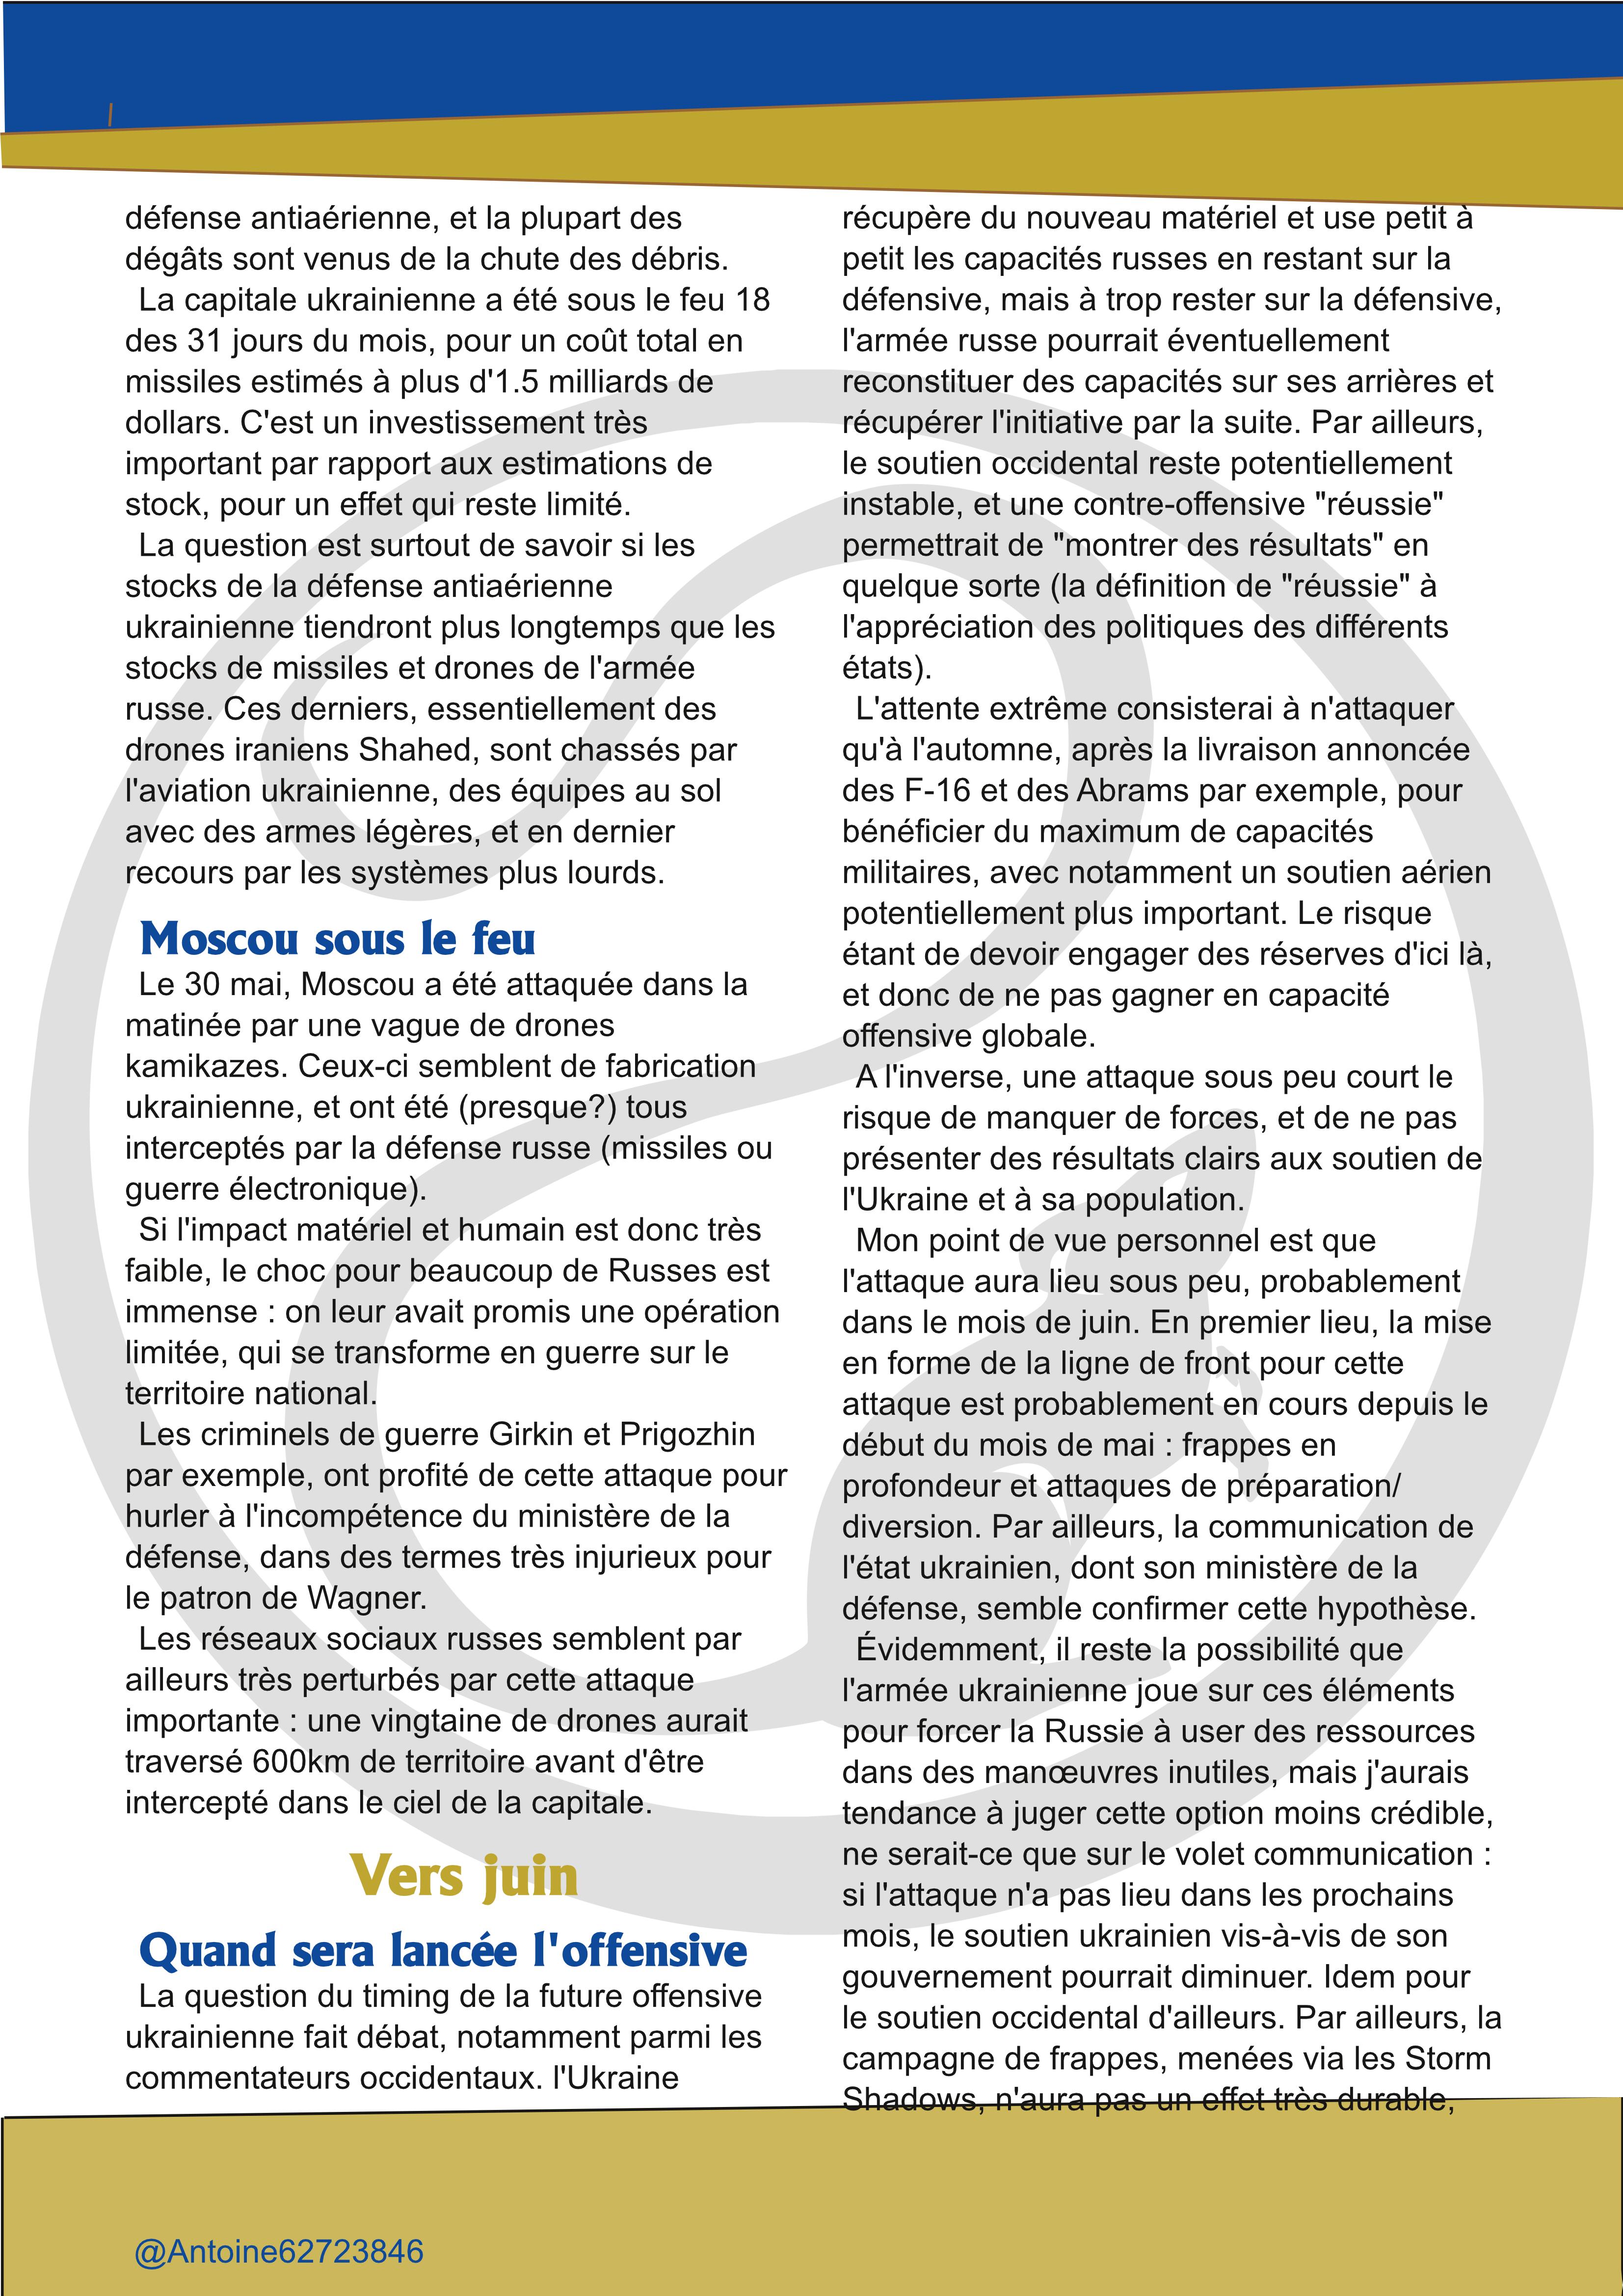 défense antiaérienne, et la plupart des
dégâts sont venus de la chute des débris.
La capitale ukrainienne a été sous le feu 18
des 31 jours du mois, pour un coût total en
missiles estimés à plus d'1.5 milliards de
dollars. C'est un investissement très
important par rapport aux estimations de
stock, pour un effet qui reste limité.
La question est surtout de savoir si les
stocks de la défense antiaérienne
ukrainienne tiendront plus longtemps que les
stocks de missiles et drones de l'armée
russe. Ces derniers, essentiellement des
drones iraniens Shahed, sont chassés par
l'aviation ukrainienne, des équipes au sol
avec des armes légères, et en dernier
recours par les systèmes plus lourds.
Moscou sous le feu
Le 30 mai, Moscou a été attaquée dans la
matinée par une vague de drones
kamikazes. Ceux-ci semblent de fabrication
ukrainienne, et ont été (presque?) tous
interceptés par la défense russe (missiles ou
guerre électronique).
Si l'impact matériel et humain est donc très
faible, le choc pour beaucoup de Russes est
immense : on leur avait promis une opération
limitée, qui se transforme en guerre sur le
territoire national.
Les criminels de guerre Girkin et Prigozhin
par exemple, ont profité de cette attaque pour
hurler à l'incompétence du ministère de la
défense, dans des termes très injurieux pour
le patron de Wagner.
Les réseaux sociaux russes semblent par
ailleurs très perturbés par cette attaque
importante : une vingtaine de drones aurait
traversé 600km de territoire avant d'être
intercepté dans le ciel de la capitale.
Vers juin
Quand sera lancée l'offensive
La question du timing de la future offensive
ukrainienne fait débat, notamment parmi les
commentateurs occidentaux. l'Ukraine
récupère du nouveau matériel et use petit à
petit les capacités russes en restant sur la
défensive, mais à trop rester sur la défensive,
l'armée russe pourrait éventuellement
reconstituer des capacités sur ses arrières et
récupérer l'initiative par la suite. Par ailleurs,
le soutien occidental reste potentiellement
instable, et une contre-offensive "réussie"
permettrait de "montrer des résultats" en
quelque sorte (la définition de "réussie" à
l'appréciation des politiques des différents
états).
L'attente extrême consisterai à n'attaquer
qu'à l'automne, après la livraison annoncée
des F-16 et des Abrams par exemple, pour
bénéficier du maximum de capacités
militaires, avec notamment un soutien aérien
potentiellement plus important. Le risque
étant de devoir engager des réserves d'ici là,
et donc de ne pas gagner en capacité
offensive globale.
A l'inverse, une attaque sous peu court le
risque de manquer de forces, et de ne pas
présenter des résultats clairs aux soutien de
l'Ukraine et à sa population.
Mon point de vue personnel est que
l'attaque aura lieu sous peu, probablement
dans le mois de juin. En premier lieu, la mise
en forme de la ligne de front pour cette
attaque est probablement en cours depuis le
début du mois de mai : frappes en
profondeur et attaques de préparation/
diversion. Par ailleurs, la communication de
l'état ukrainien, dont son ministère de la
défense, semble confirmer cette hypothèse.
Évidemment, il reste la possibilité que
l'armée ukrainienne joue sur ces éléments
pour forcer la Russie à user des ressources
dans des manœuvres inutiles, mais j'aurais
tendance à juger cette option moins crédible,
ne serait-ce que sur le volet communication :
si l'attaque n'a pas lieu dans les prochains
mois, le soutien ukrainien vis-à-vis de son
gouvernement pourrait diminuer. Idem pour
le soutien occidental d'ailleurs. Par ailleurs, la
campagne de frappes, menées via les Storm
Shadows, n'aura pas un effet très durable,
@Antoine62723846